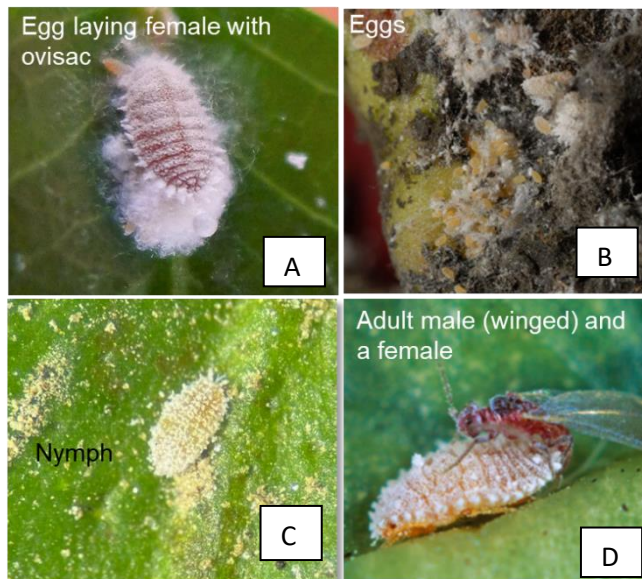 Egg laying female with
ovisac
A
Eggs
B
Nymph
C
Adult male (winged) and
a female
D